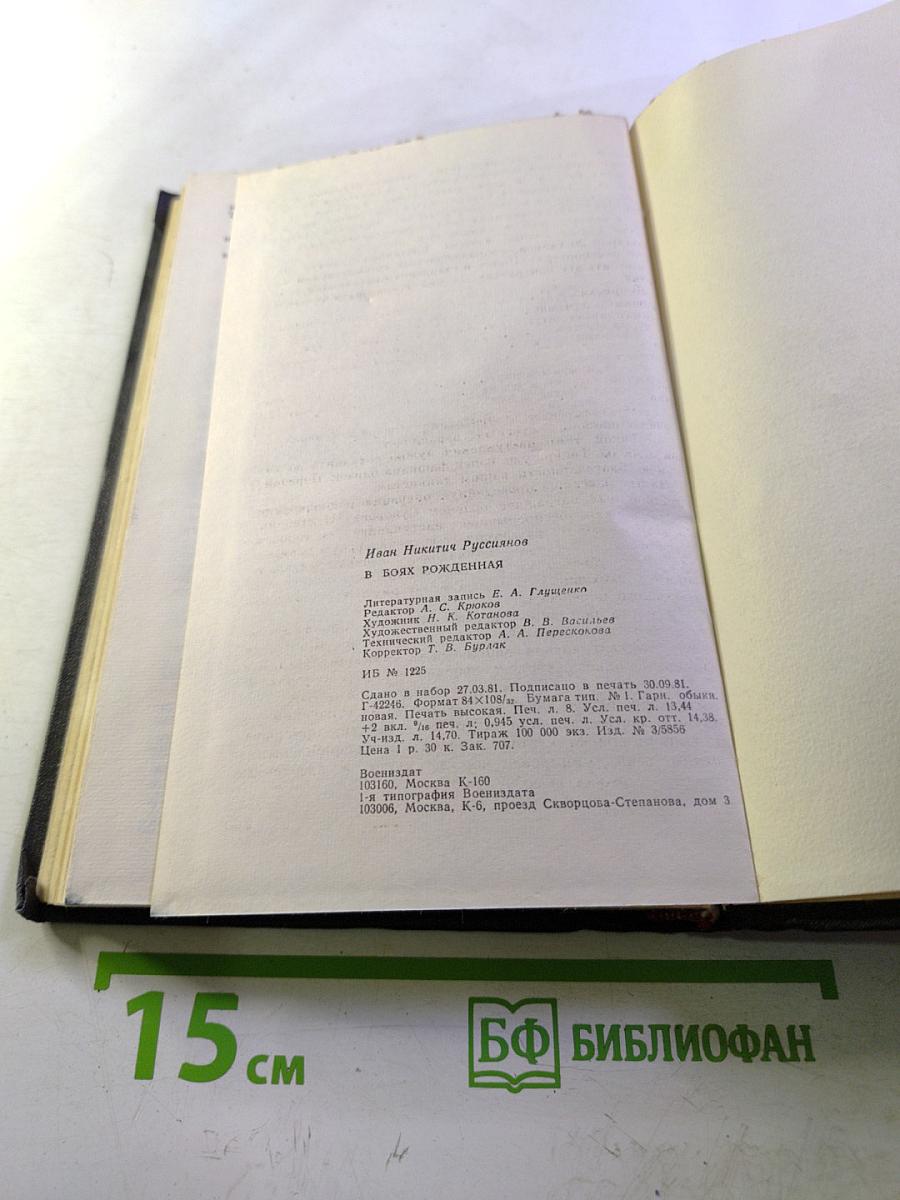 Иван Никитич Руссиянов
В БОЯХ РОЖДЕННАЯ
Литературная запись Е. А. Глущенко
Редактор А. С. Крюков
Художник Н. К. Котанова
Художественный редактор В. В. Васильев
Технический редактор А. А. Перескокова
Корректор Т. В. Бурлак
ИБ № 1225
Сдано в набор 27.03.81. Подписано в печать 30.09.81.
Г-42246. Формат 84×108/32 Бумага тип. № 1. Гарн. обыкн.
новая. Печать высокая. Печ. л. 8. Усл. печ. л. 13,44
+2 вкл. 9/16 печ. л; 0,945 усл. печ. л. Усл. кр. отт. 14,38.
Уч-изд. л. 14,70. Тираж 100 000 экз. Изд. № 3/5856
Цена 1 р. 30 к. Зак. 707.
Воениздат
103160, Москва К-160
1-я типография Воениздата
103006, Москва, К-6, проезд Скворцова-Степанова, дом 3
15 см
БФ БИБЛИОФАН